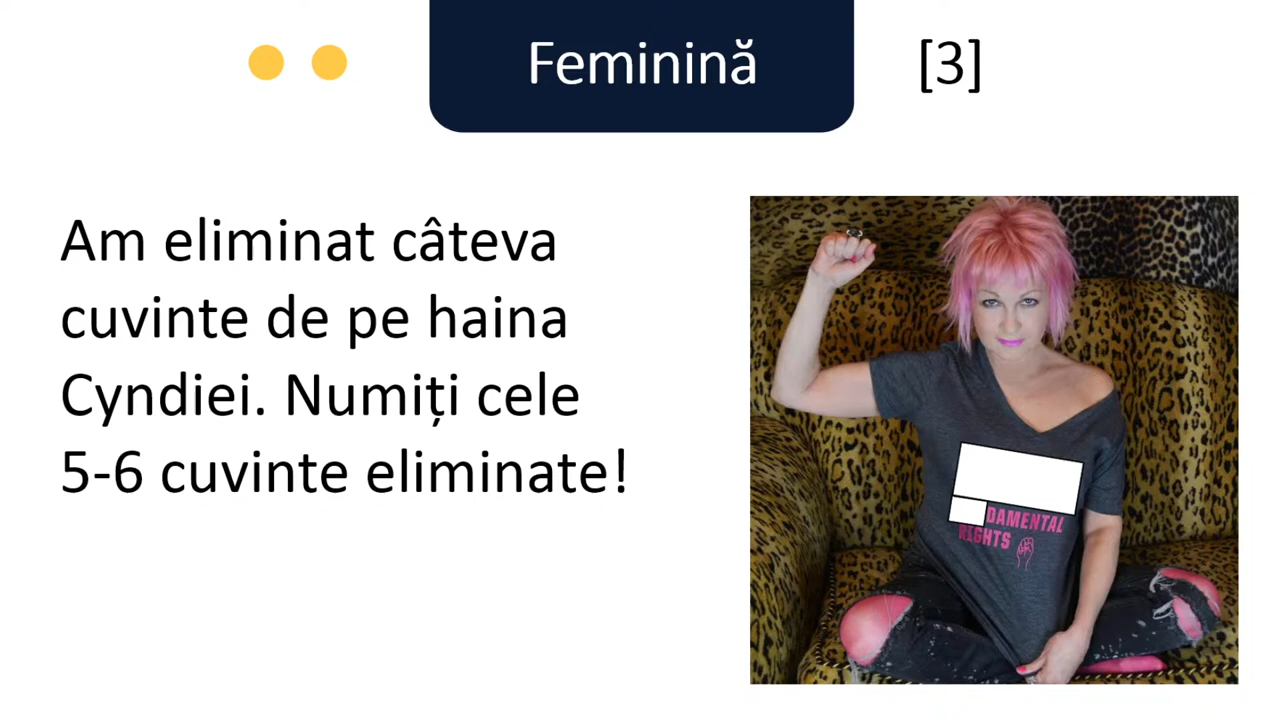 Feminină
[3]
Am eliminat câteva
cuvinte de pe haina
Cyndiei. Numiți cele
5-6 cuvinte eliminate!
DAMENTAL
RIGHTS